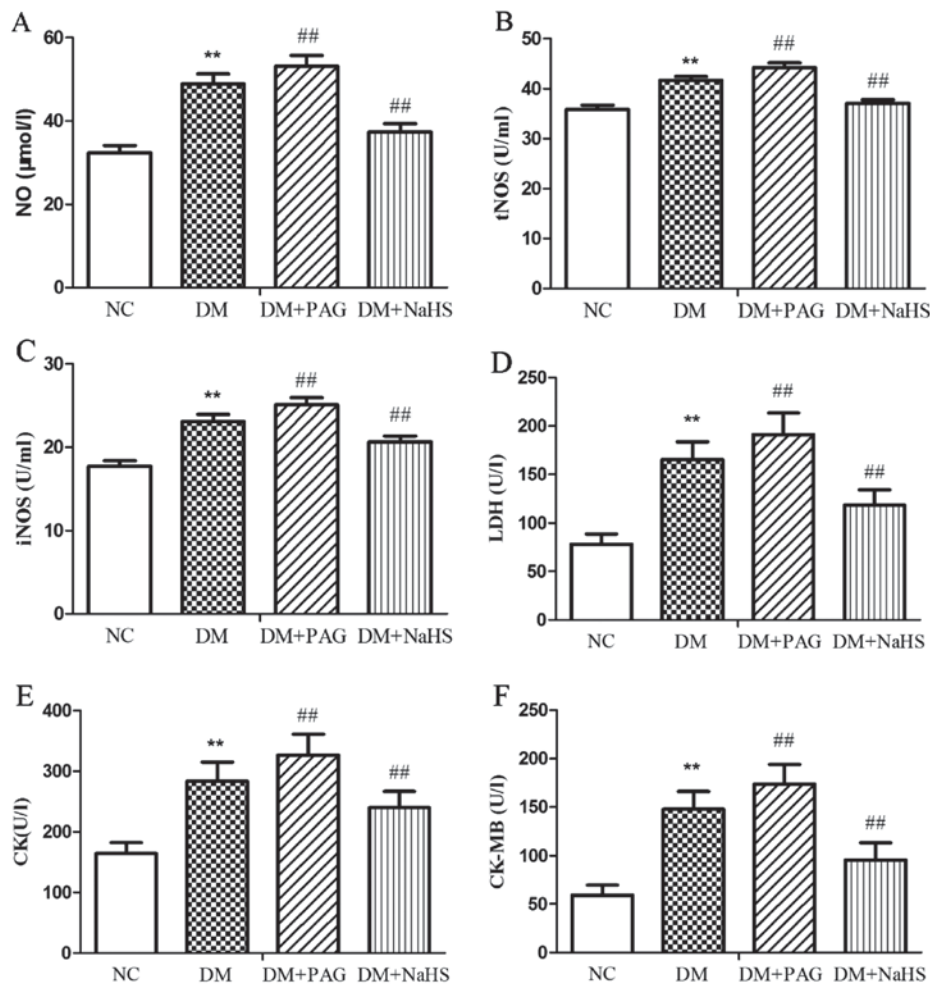 A
NO (μmol/l)
60
40
20
0
**
##
##
NC DM DM+PAG DM+NaHS
B
tNOS (U/ml)
50
40
30
20
10
0
**
##
##
NC DM DM+PAG DM+NaHS
C
iNOS (U/ml)
30
20
10
0
**
##
##
NC DM DM+PAG DM+NaHS
D
LDH (U/l)
250
200
150
100
50
0
**
##
##
NC DM DM+PAG DM+NaHS
E
CK(U/l)
400
300
200
100
0
**
##
##
NC DM DM+PAG DM+NaHS
F
CK-MB (U/l)
250
200
150
100
50
0
**
##
##
NC DM DM+PAG DM+NaHS